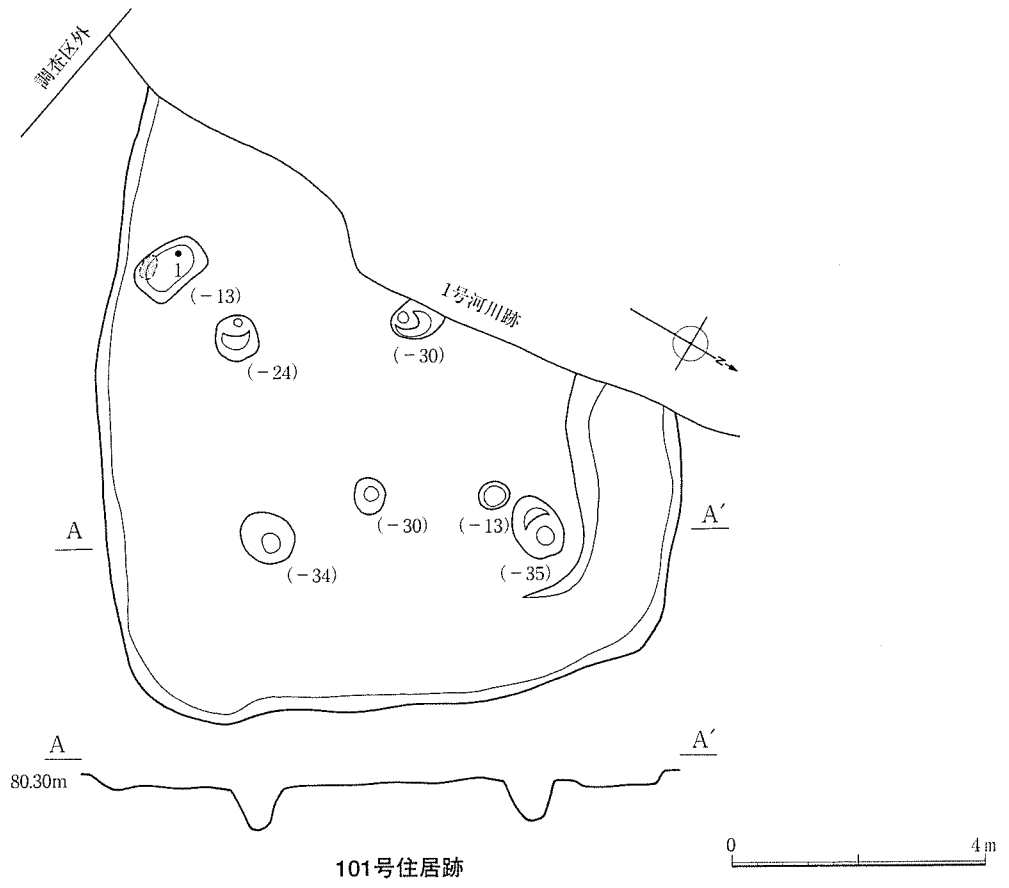 調査区外
1
(-13)
(-24)
1号河川跡
(-30)
N
A
A′
(-30)
(-13)
(-34)
(-35)
A
A′
80.30m
0
4m
101号住居跡